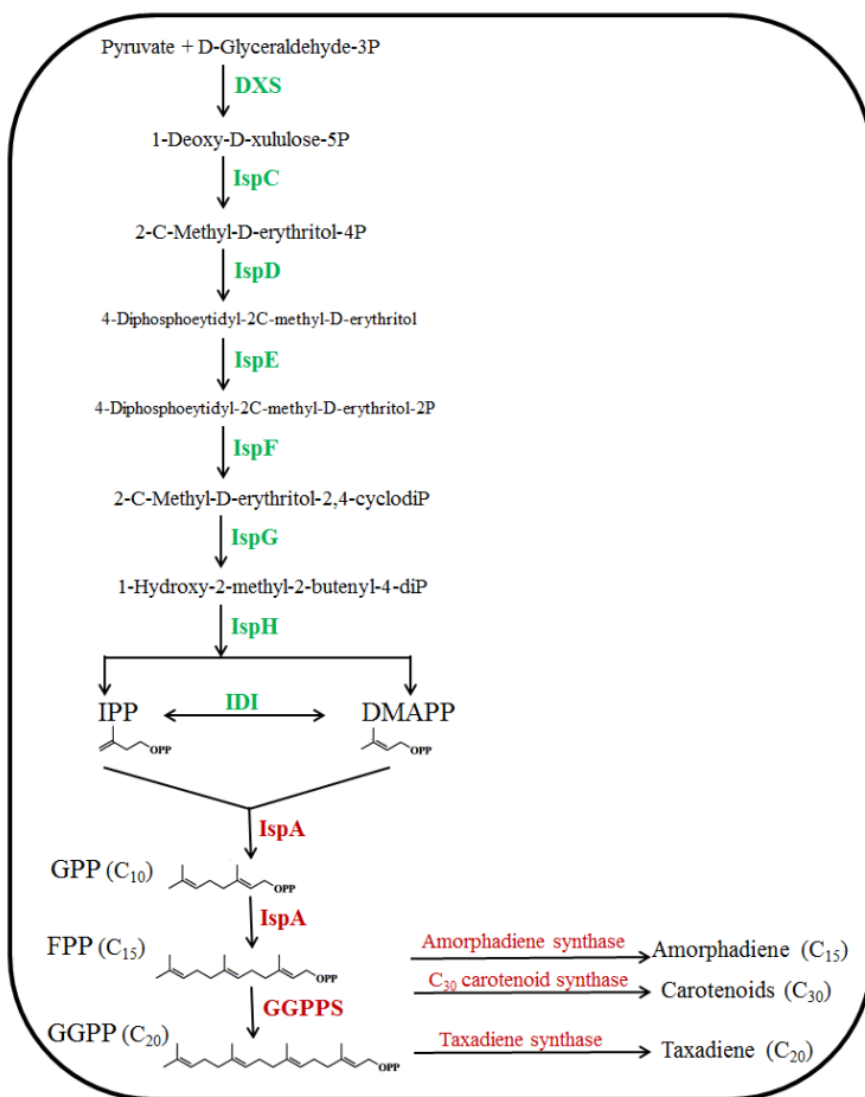 Pyruvate + D-Glyceraldehyde-3P
DXS
1-Deoxy-D-xululose-5P
IspC
2-C-Methyl-D-erythritol-4P
IspD
4-Diphosphoeytidyl-2C-methyl-D-erythritol
IspE
4-Diphosphoeytidyl-2C-methyl-D-erythritol-2P
IspF
2-C-Methyl-D-erythritol-2,4-cyclodiP
IspG
1-Hydroxy-2-methyl-2-butenyl-4-diP
IspH
IPP IDI DMAPP
OPP OPP
IspA
GPP (C10) OPP
IspA
FPP (C15) OPP Amorphadiene synthase Amorphadiene (C15)
C30 carotenoid synthase Carotenoids (C30)
GGPPS
GGPP (C20) OPP Taxadiene synthase Taxadiene (C20)